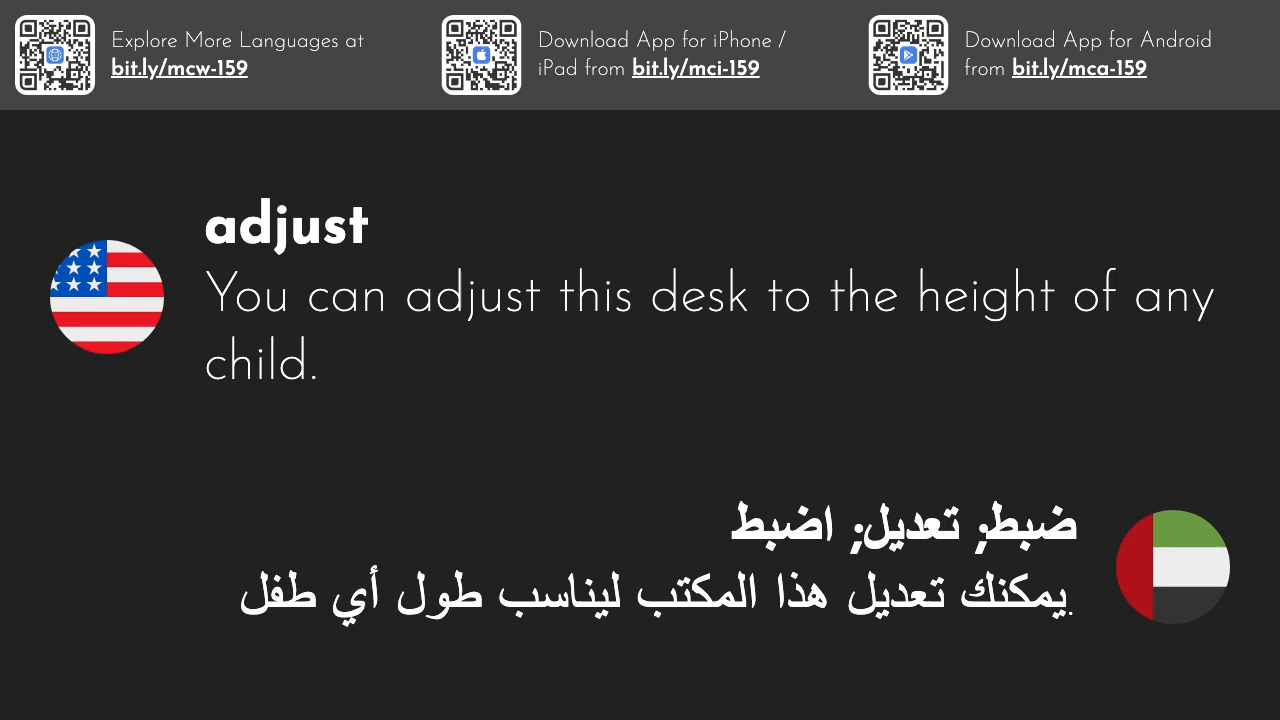 Explore More Languages at
bit.ly/mcw-159
Download App for iPhone /
iPad from bit.ly/mci-159
Download App for Android
from bit.ly/mca-159
adjust
You can adjust this desk to the height of any
child.
ضبط; تعديل; اضبط
يمكنك تعديل هذا المكتب ليناسب طول أي طفل.